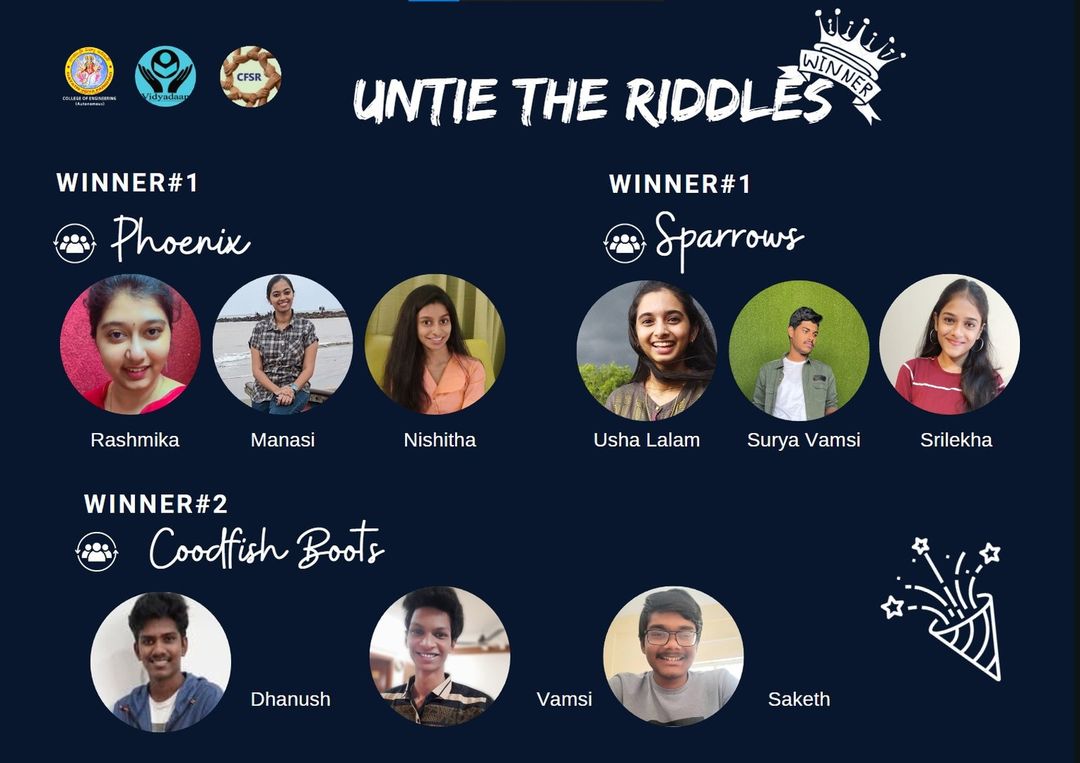 COLLEGE OF ENGINEERING
(Autonomous)
Vidyadaan
CFSR
UNTIE THE RIDDLES
WINNER
WINNER#1
Phoenix
Rashmika
Manasi
Nishitha
WINNER#1
Sparrows
Usha Lalam
Surya Vamsi
Srilekha
WINNER#2
Coodfish Boots
Dhanush
Vamsi
Saketh